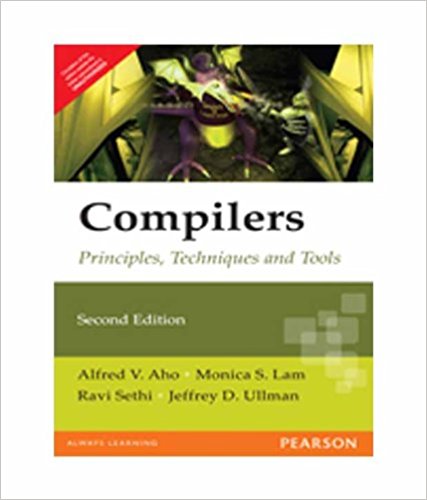 Compilers
Principles, Techniques and Tools
Second Edition
Alfred V. Aho • Monica S. Lam
Ravi Sethi • Jeffrey D. Ullman
ALWAYS LEARNING
PEARSON